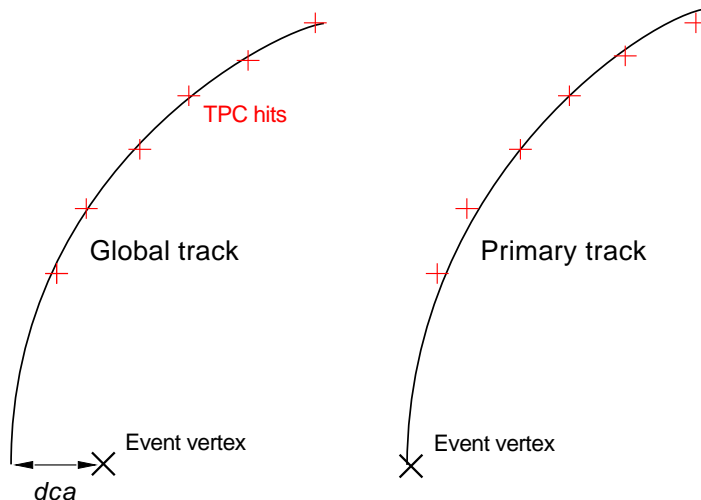 TPC hits
Global track
Primary track
Event vertex
dca
Event vertex